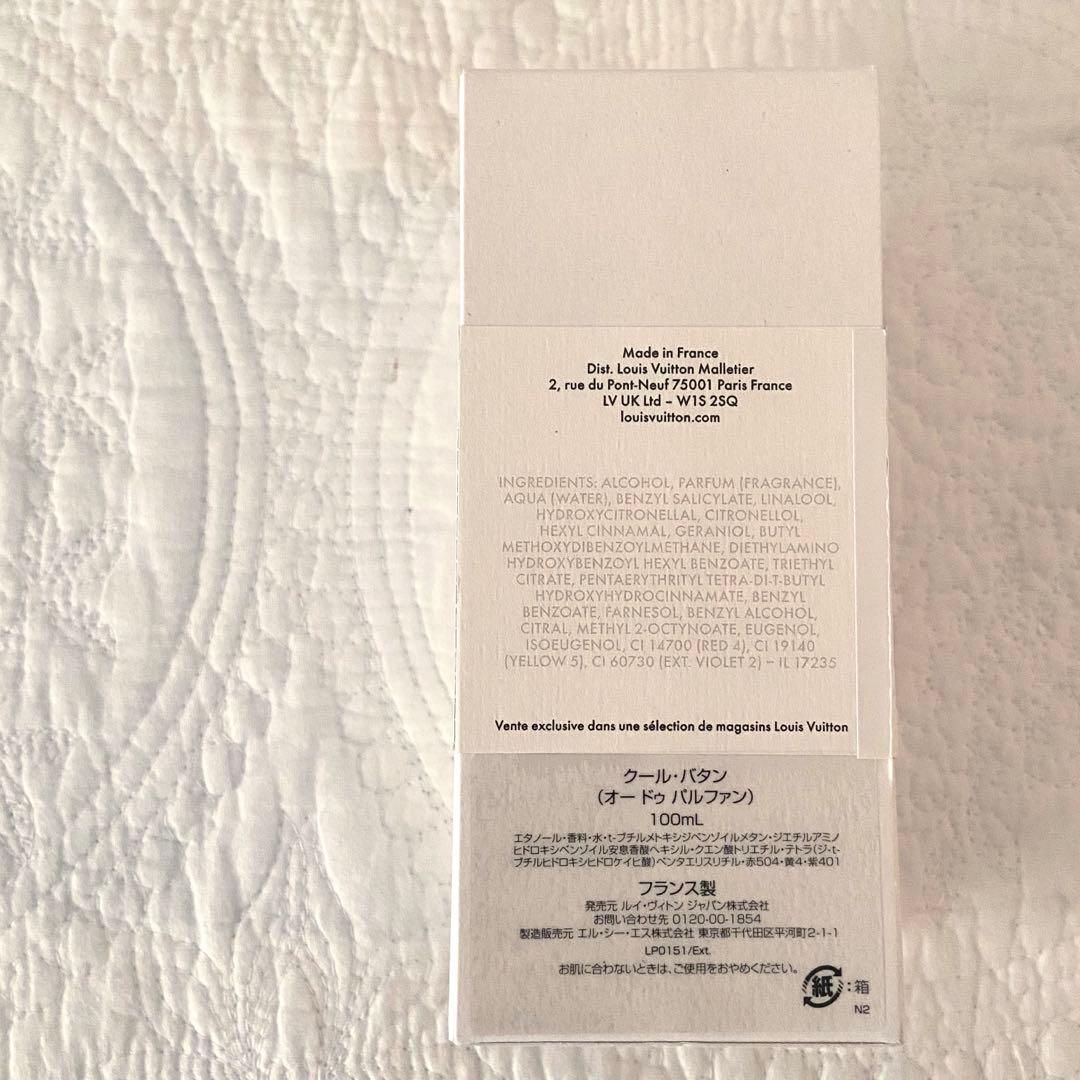 Made in France
Dist. Louis Vuitton Malletier
2, rue du Pont-Neuf 75001 Paris France
LV UK Ltd – W1S 2SQ
louisvuitton.com
INGREDIENTS: ALCOHOL, PARFUM (FRAGRANCE),
AQUA (WATER), BENZYL SALICYLATE, LINALOOL,
HYDROXYCITRONELLAL, CITRONELLOL,
HEXYL CINNAMAL, GERANIOL, BUTYL
METHOXYDIBENZOYLMETHANE, DIETHYLAMINO
HYDROXYBENZOYL HEXYL BENZOATE, TRIETHYL
CITRATE, PENTAERYTHRITYL TETRA-DI-T-BUTYL
HYDROXYHYDROCINNAMATE, BENZYL
BENZOATE, FARNESOL, BENZYL ALCOHOL,
CITRAL, METHYL 2-OCTYNOATE, EUGENOL,
ISOEUGENOL, CI 14700 (RED 4), CI 19140
(YELLOW 5), CI 60730 (EXT. VIOLET 2) – IL 17235
Vente exclusive dans une sélection de magasins Louis Vuitton
クール・バタン
（オー ドゥ パルファン）
100mL
エタノール・香料・水・t-ブチルメトキシジベンゾイルメタン・ジエチルアミノ
ヒドロキシベンゾイル安息香酸ヘキシル・クエン酸トリエチル・テトラ（ジ-t-
ブチルヒドロキシヒドロケイヒ酸）ペンタエリスリチル・赤504・黄4・紫401
フランス製
発売元 ルイ・ヴィトン ジャパン株式会社
お問い合わせ先 0120-00-1854
製造販売元 エル・シー・エス株式会社 東京都千代田区平河町2-1-1
LP0151/Ext.
お肌に合わないときは、ご使用をおやめください。
紙：箱
N2